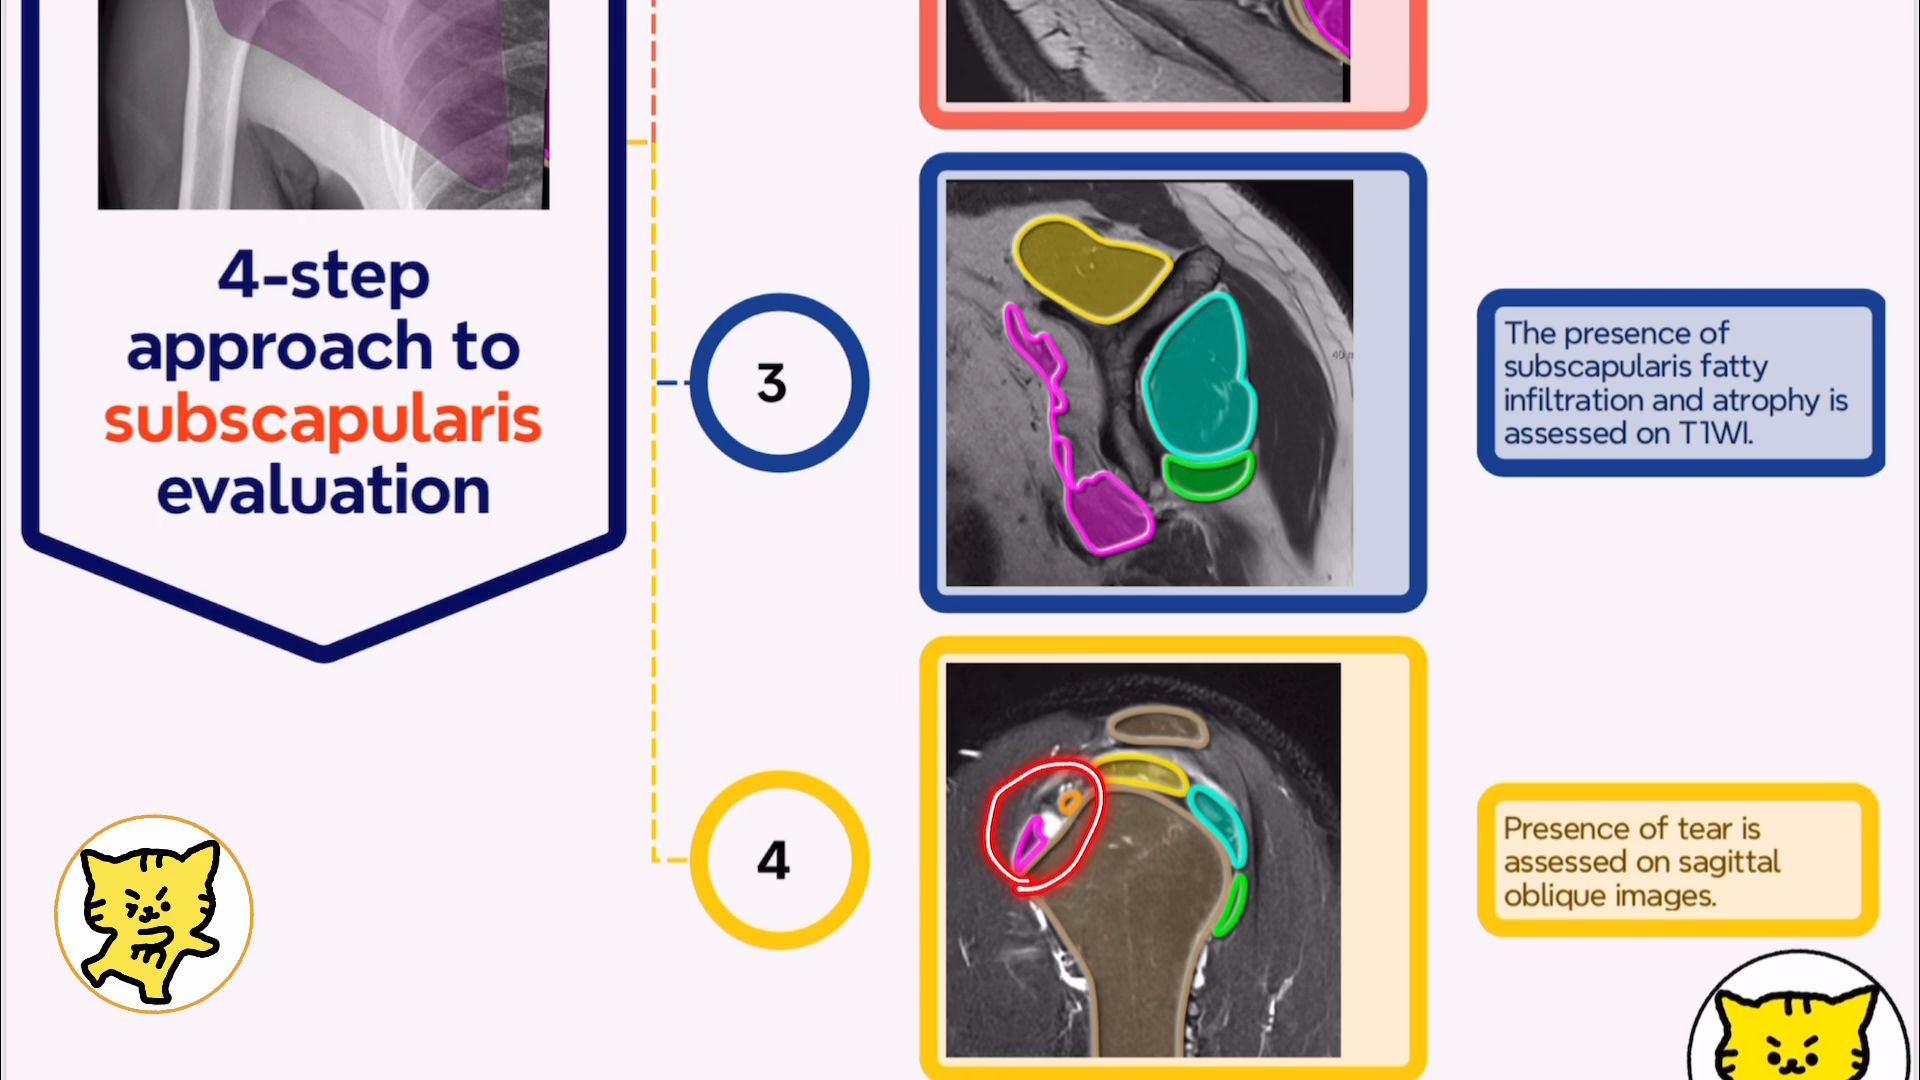 4-step
approach to
subscapularis
evaluation
3
The presence of
subscapularis fatty
infiltration and atrophy is
assessed on T1WI.
4
Presence of tear is
assessed on sagittal
oblique images.